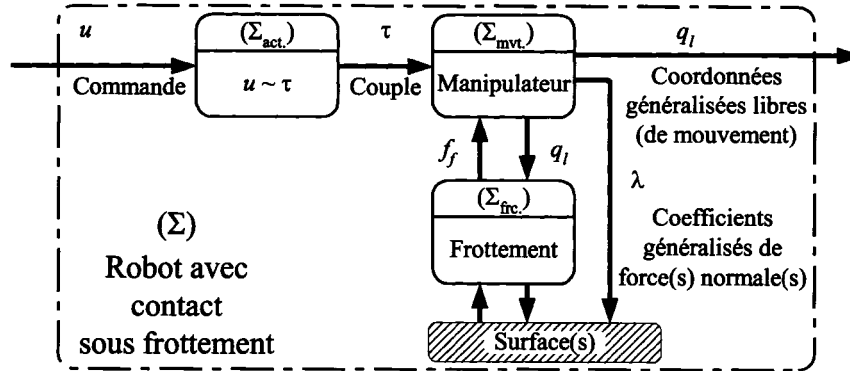 u
(Σact.)
τ
(Σmvt.)
ql
Commande
u ~ τ
Couple
Manipulateur
Coordonnées
généralisées libres
(de mouvement)
ff
ql
λ
(Σfrc.)
Frottement
Coefficients
généralisés de
force(s) normale(s)
(Σ)
Robot avec
contact
sous frottement
Surface(s)